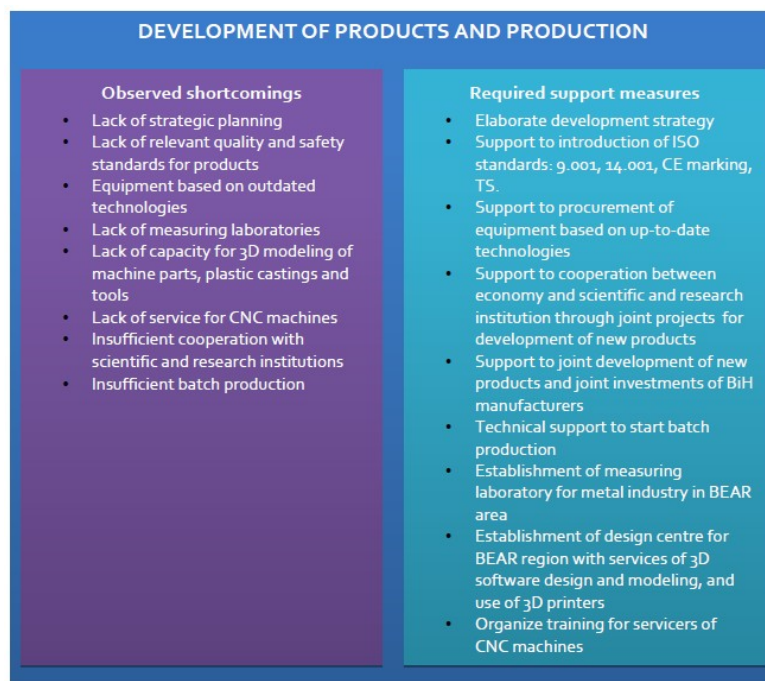 DEVELOPMENT OF PRODUCTS AND PRODUCTION
Observed shortcomings
• Lack of strategic planning
• Lack of relevant quality and safety
standards for products
• Equipment based on outdated
technologies
• Lack of measuring laboratories
• Lack of capacity for 3D modeling of
machine parts, plastic castings and
tools
• Lack of service for CNC machines
• Insufficient cooperation with
scientific and research institutions
• Insufficient batch production
Required support measures
• Elaborate development strategy
• Support to introduction of ISO
standards: 9.001, 14.001, CE marking,
TS.
• Support to procurement of
equipment based on up-to-date
technologies
• Support to cooperation between
economy and scientific and research
institution through joint projects for
development of new products
• Support to joint development of new
products and joint investments of BiH
manufacturers
• Technical support to start batch
production
• Establishment of measuring
laboratory for metal industry in BEAR
area
• Establishment of design centre for
BEAR region with services of 3D
software design and modeling, and
use of 3D printers
• Organize training for servicers of
CNC machines